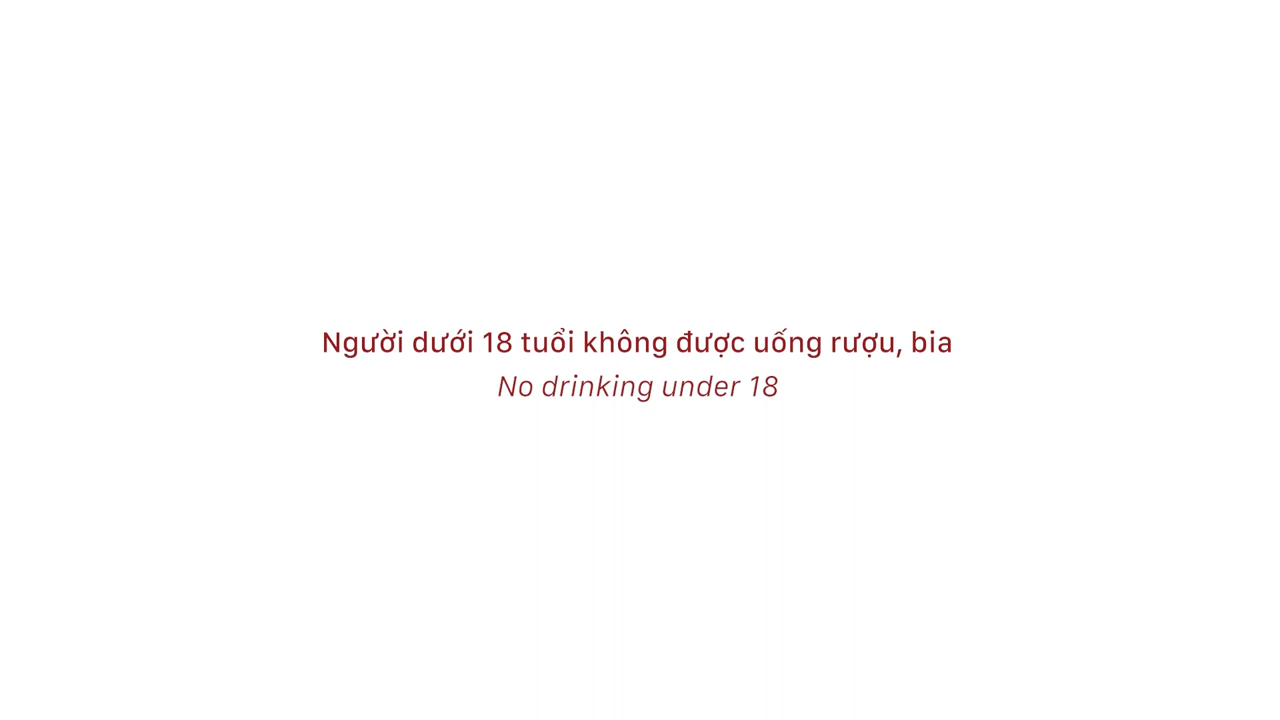 Người dưới 18 tuổi không được uống rượu, bia
No drinking under 18